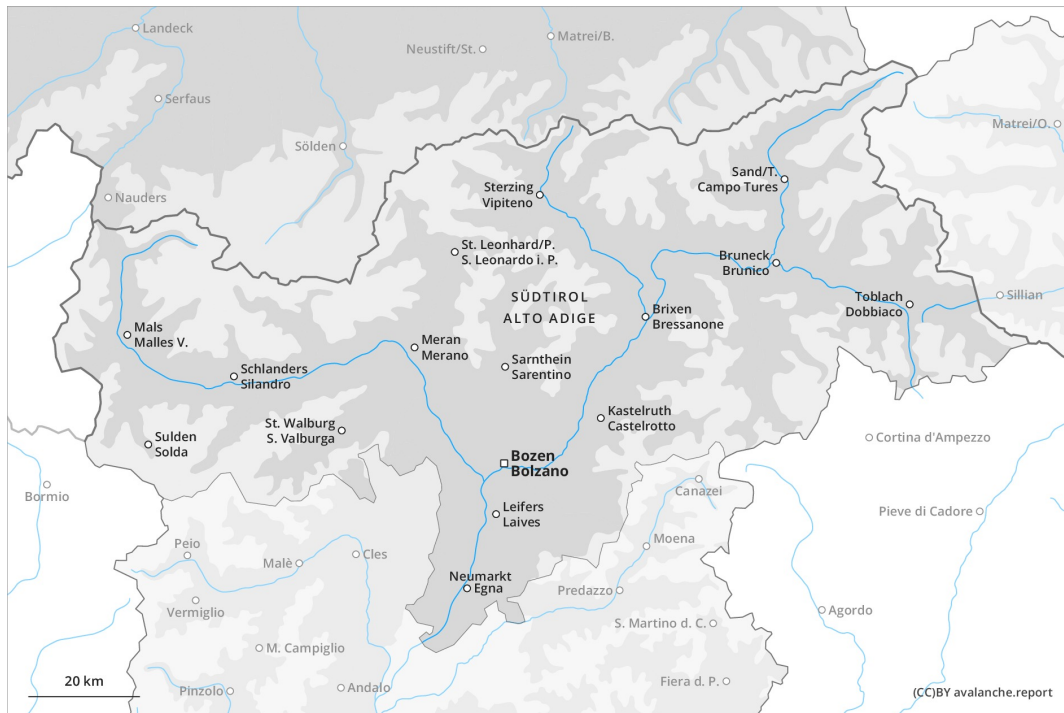 Landeck
Matrei/B.
Neustift/St.
Serfaus
Matrei/O.
Sölden
Nauders
Sand/T.
Campo Tures
Sterzing
Vipiteno
St. Leonhard/P.
S. Leonardo i. P.
Bruneck
Brunico
SÜDTIROL
ALTO ADIGE
Toblach
Dobbiaco
Sillian
Brixen
Bressanone
Mals
Malles V.
Meran
Merano
Sarnthein
Sarentino
Schlanders
Silandro
Kastelruth
Castelrotto
St. Walburg
S. Valburga
Sulden
Solda
Cortina d'Ampezzo
Bozen
Bolzano
Bormio
Canazei
Leifers
Laives
Pieve di Cadore
Moena
Peio
Cles
Malè
Neumarkt
Egna
Predazzo
Vermiglio
Agordo
S. Martino d. C.
M. Campiglio
20 km
Pinzolo
Andalo
Fiera d. P.
(CC)BY avalanche.report